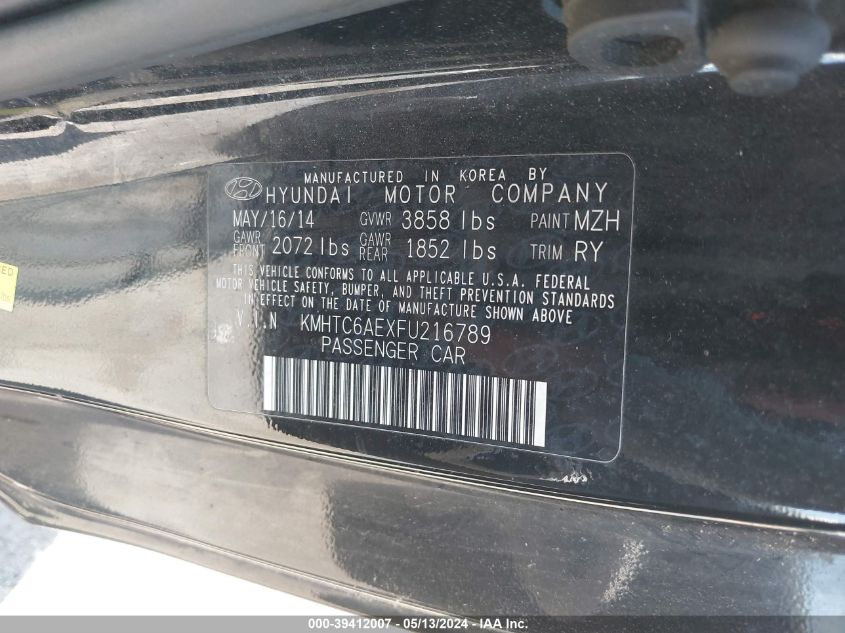 MANUFACTURED IN KOREA BY
HYUNDAI MOTOR COMPANY
MAY/16/14 GVWR 3858 lbs PAINT MZH
GAWR FRONT 2072 lbs GAWR REAR 1852 lbs TRIM RY
THIS VEHICLE CONFORMS TO ALL APPLICABLE U.S.A. FEDERAL
MOTOR VEHICLE SAFETY, BUMPER, AND THEFT PREVENTION STANDARDS
IN EFFECT ON THE DATE OF MANUFACTURE SHOWN ABOVE
V.I.N KMHTC6AEXFU216789
PASSENGER CAR
000-39412007 - 05/13/2024 - IAA Inc.